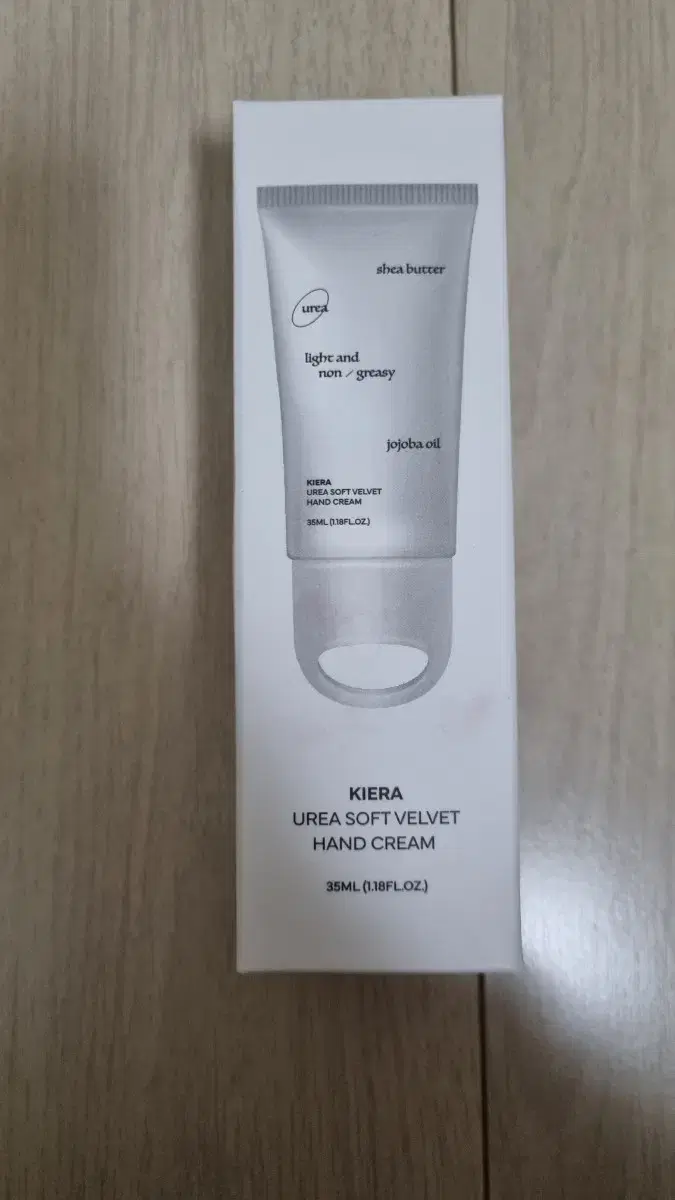 shea butter
urea
light and
non / greasy
jojoba oil
KIERA
UREA SOFT VELVET
HAND CREAM
35ML (1.18FL.OZ.)
KIERA
UREA SOFT VELVET
HAND CREAM
35ML (1.18FL.OZ.)